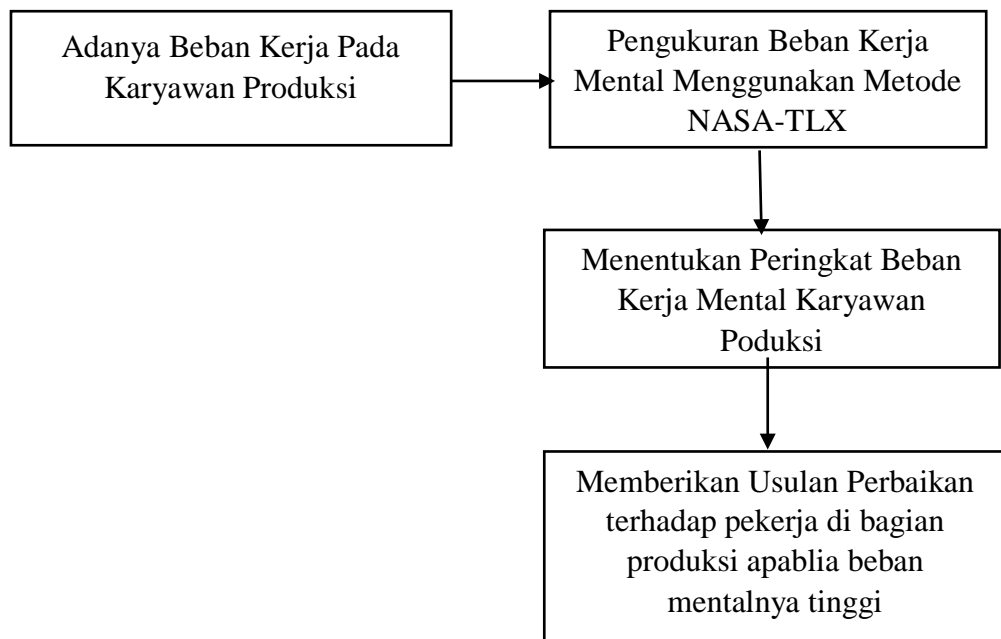 Adanya Beban Kerja Pada
Karyawan Produksi
Pengukuran Beban Kerja
Mental Menggunakan Metode
NASA-TLX
Menentukan Peringkat Beban
Kerja Mental Karyawan
Poduksi
Memberikan Usulan Perbaikan
terhadap pekerja di bagian
produksi apablia beban
mentalnya tinggi